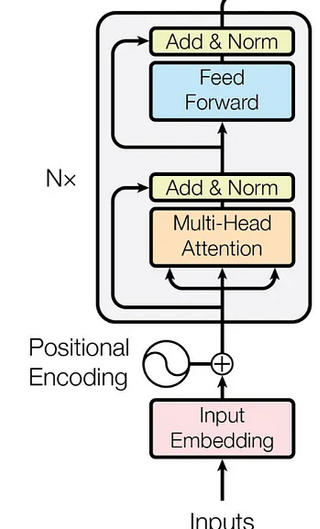 Add & Norm
Feed
Forward
Nx
Add & Norm
Multi-Head
Attention
Positional
Encoding
Input
Embedding
Inputs